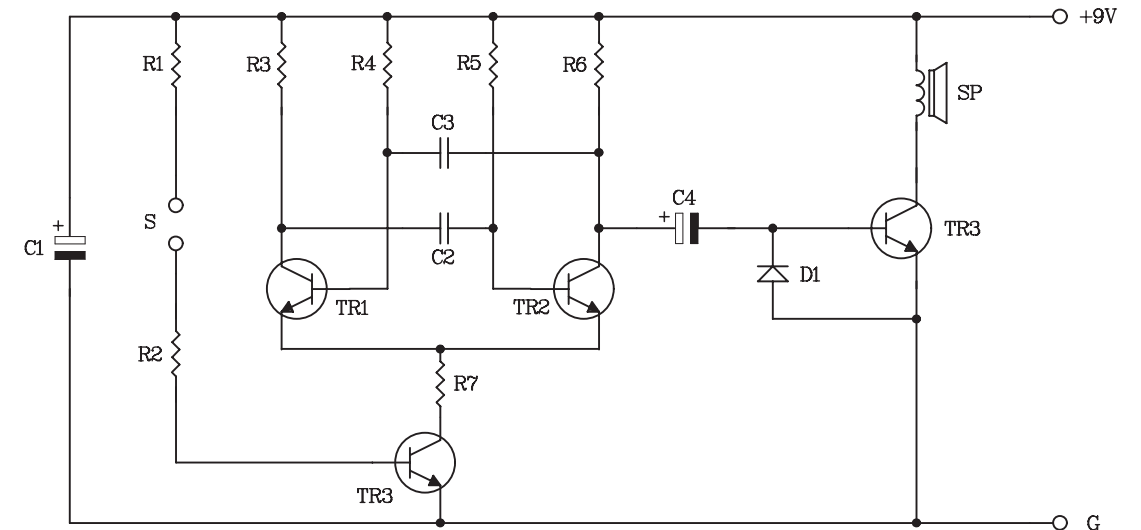 +9V
R1
R3
R4
R5
R6
SP
C3
S
C4
+
+
C1
C2
TR3
D1
TR1
TR2
R2
R7
TR3
G